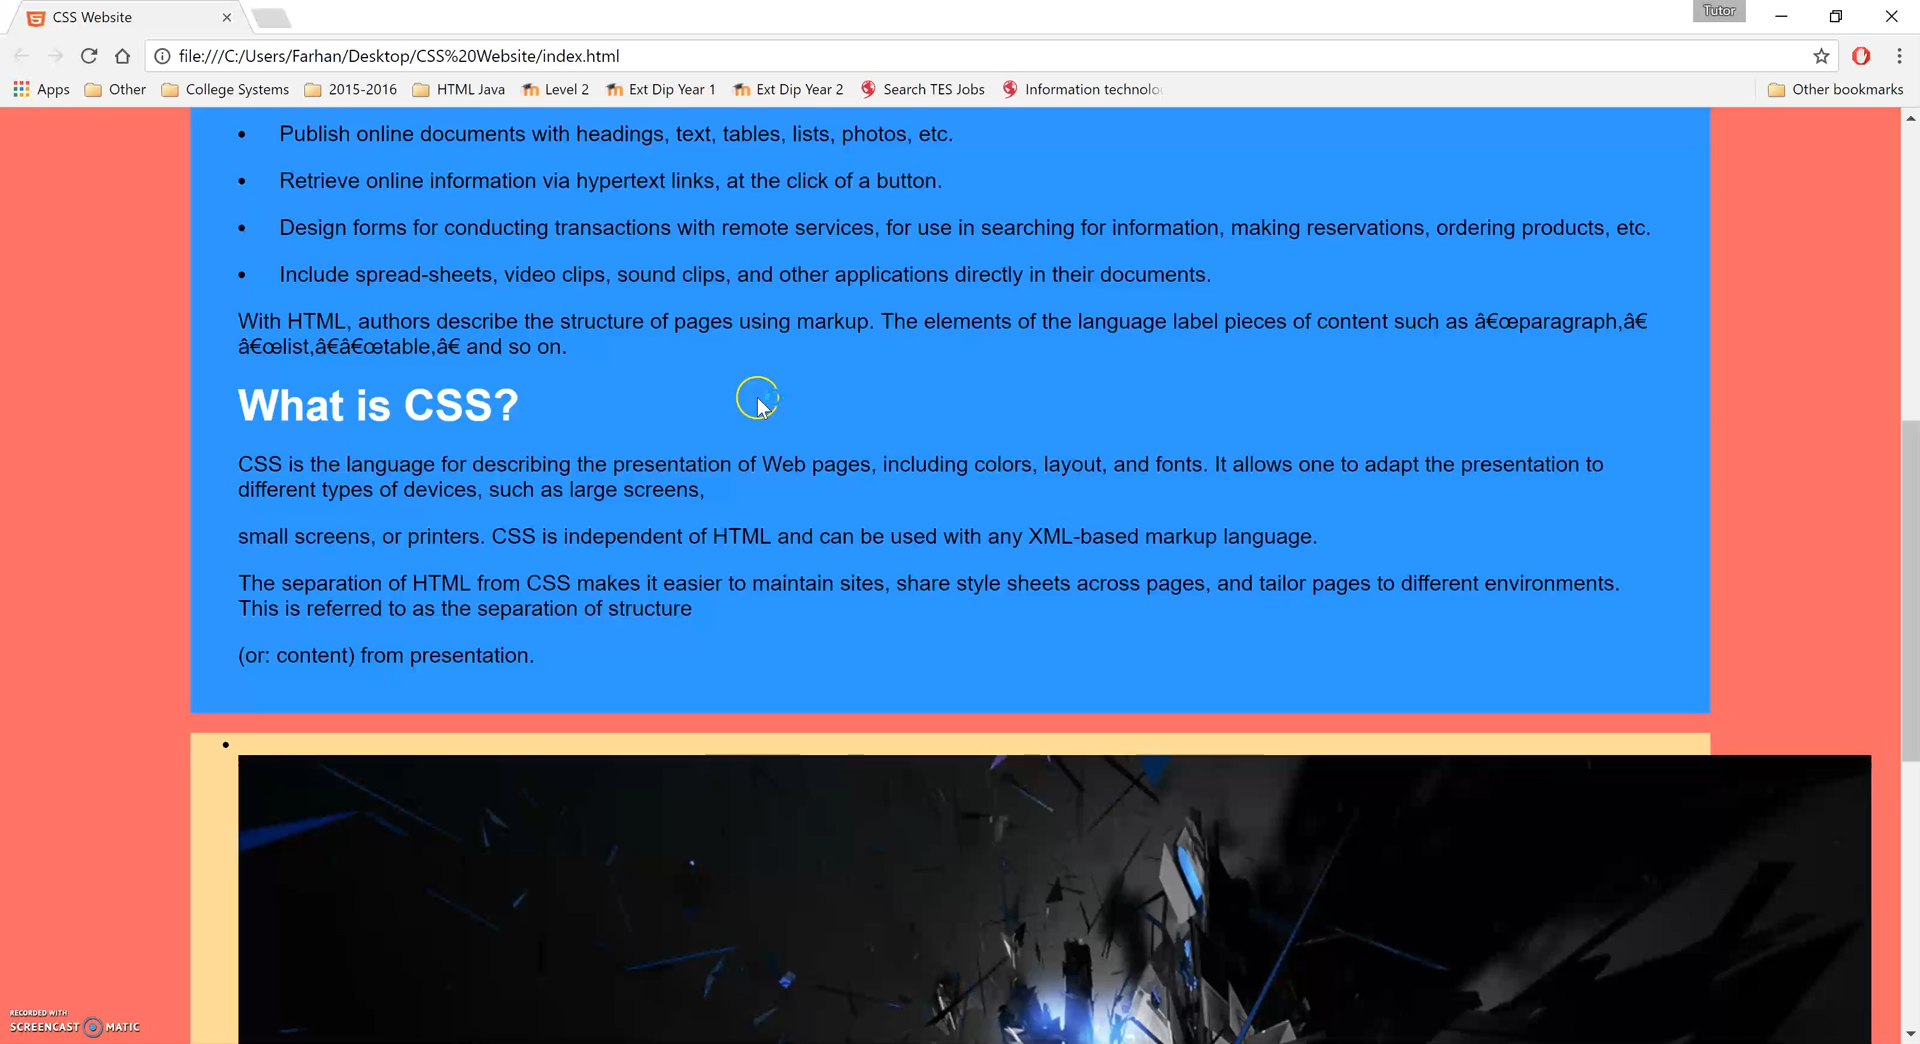 CSS Website
Tutor
file:///C:/Users/Farhan/Desktop/CSS%20Website/index.html
Apps Other College Systems 2015-2016 HTML Java Level 2 Ext Dip Year 1 Ext Dip Year 2 Search TES Jobs Information technolo Other bookmarks
• Publish online documents with headings, text, tables, lists, photos, etc.
• Retrieve online information via hypertext links, at the click of a button.
• Design forms for conducting transactions with remote services, for use in searching for information, making reservations, ordering products, etc.
• Include spread-sheets, video clips, sound clips, and other applications directly in their documents.
With HTML, authors describe the structure of pages using markup. The elements of the language label pieces of content such as â€œparagraph,â€
â€œlist,â€â€œtable,â€ and so on.
What is CSS?
CSS is the language for describing the presentation of Web pages, including colors, layout, and fonts. It allows one to adapt the presentation to
different types of devices, such as large screens,
small screens, or printers. CSS is independent of HTML and can be used with any XML-based markup language.
The separation of HTML from CSS makes it easier to maintain sites, share style sheets across pages, and tailor pages to different environments.
This is referred to as the separation of structure
(or: content) from presentation.
•
RECORDED WITH
SCREENCAST MATIC